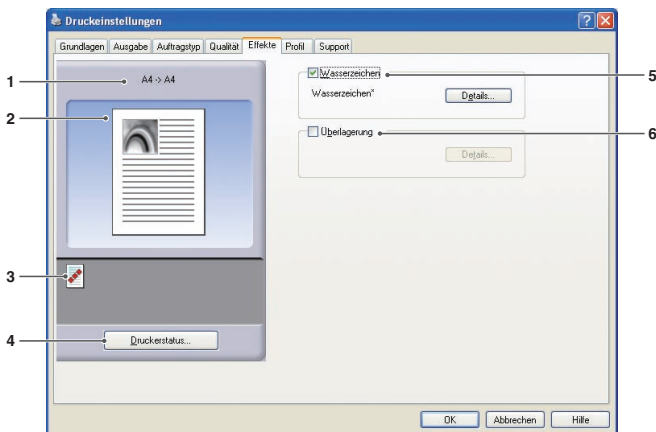 Druckeinstellungen
Grundlagen Ausgabe Auftragstyp Qualität Effekte Profil Support
1 A4 -> A4
2
3
4 Druckerstatus...
Wasserzeichen 5
Wasserzeichen* Details...
Überlagerung 6
Details...
OK Abbrechen Hilfe